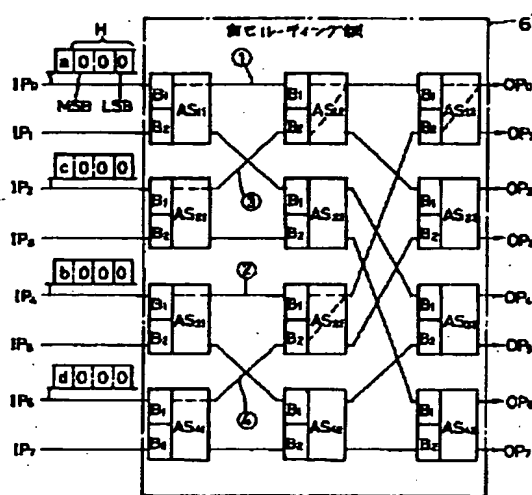 H
6
自己ルーティング網
a 0 0 0
①
IP₀ B₁ AS₁₁ B₁ AS₁₂ B₁ AS₁₃ OP₀
MSB LSB
IP₁ B₂ B₂ B₂ OP₁
c 0 0 0
IP₂ B₁ AS₂₁ B₁ AS₂₂ B₁ AS₂₃ OP₂
③
IP₃ B₂ B₂ B₂ OP₃
b 0 0 0
②
IP₄ B₁ AS₃₁ B₁ AS₃₂ B₁ AS₃₃ OP₄
IP₅ B₂ B₂ B₂ OP₅
d 0 0 0
④
IP₆ B₁ AS₄₁ B₁ AS₄₂ B₁ AS₄₃ OP₆
IP₇ B₂ B₂ B₂ OP₇